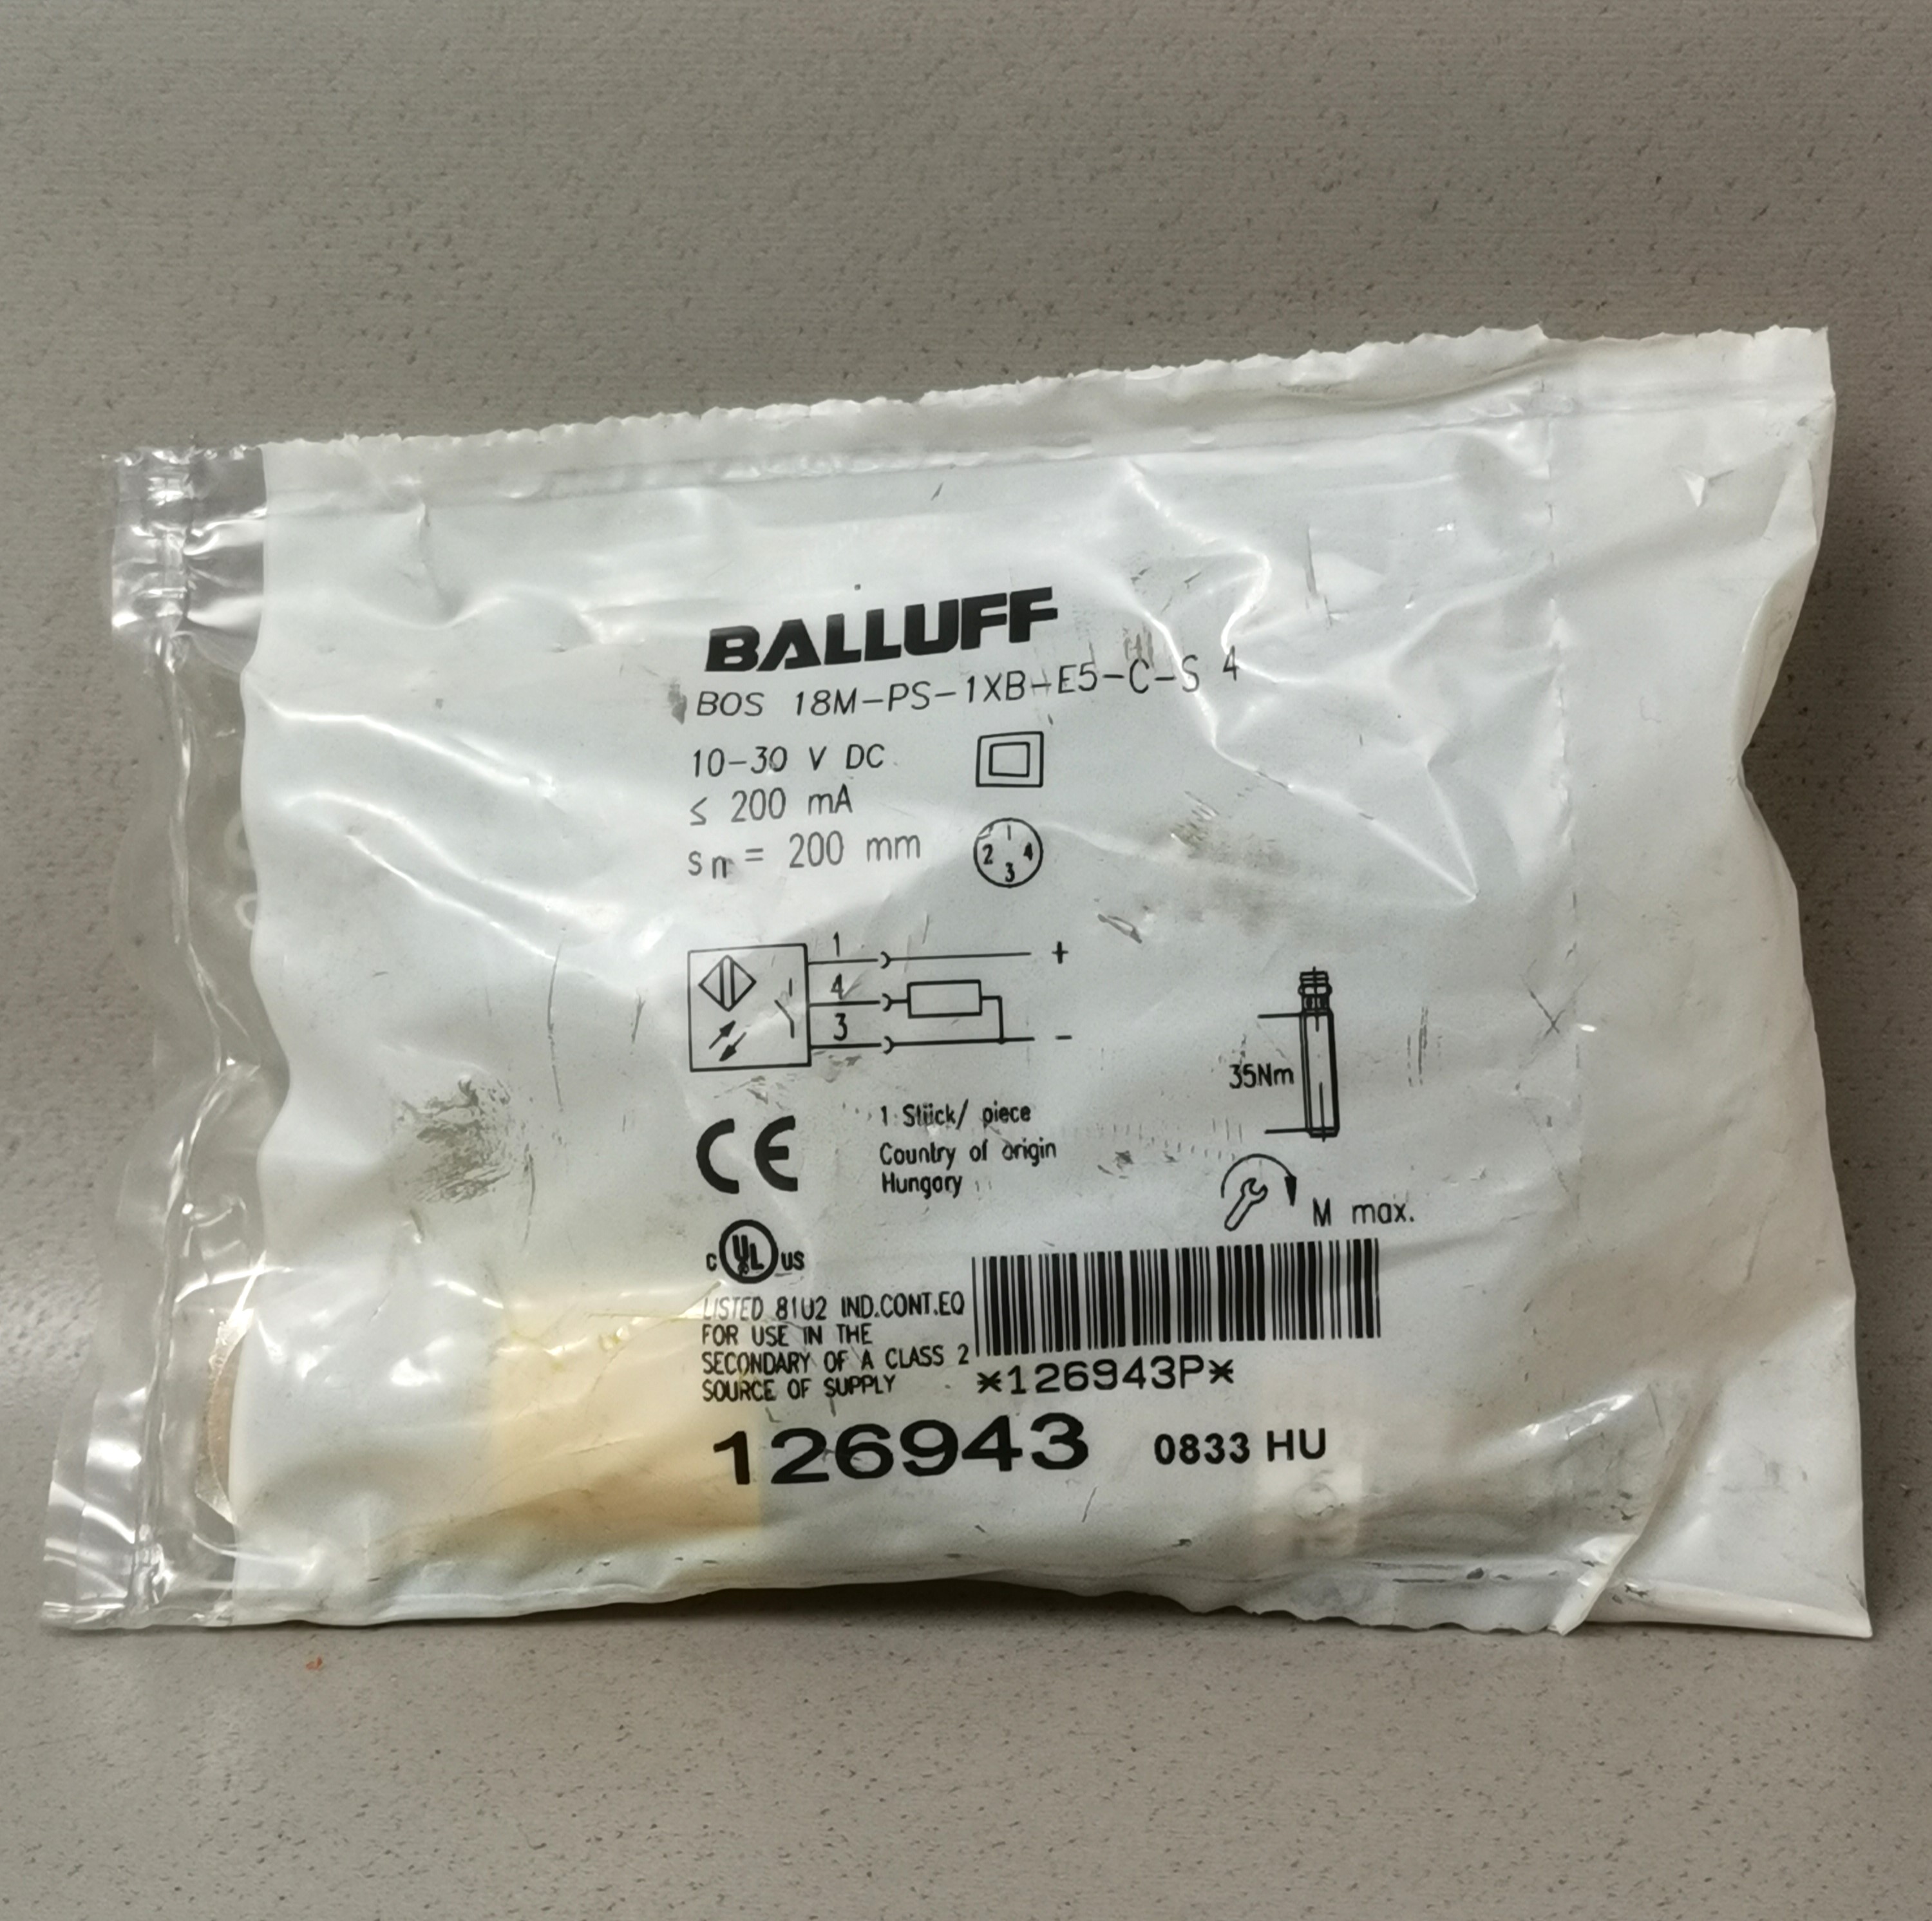 BALLUFF
BOS 18M-PS-1XB-E5-C-S 4
10-30 V DC
≤ 200 mA
sn = 200 mm
1
2 4
3
1 +
4
3 -
35Nm
1 Stück/ piece
Country of origin
Hungary
CE
M max.
c UL us
LISTED 81U2 IND.CONT.EQ
FOR USE IN THE
SECONDARY OF A CLASS 2
SOURCE OF SUPPLY
*126943P*
126943 0833 HU